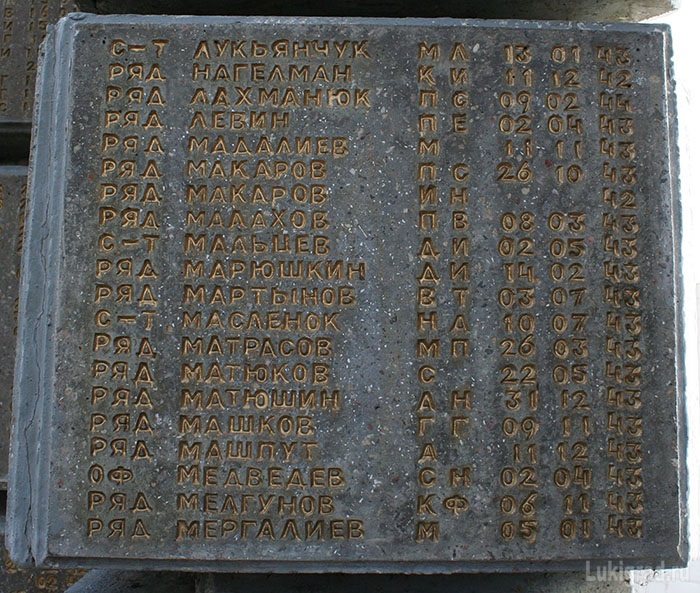 С-Т ЛУКЬЯНЧУК М Л 13 01 43
РЯД НАГЕЛМАН К И 11 12 42
РЯД ЛАХМАНЮК П С 09 02 44
РЯД ЛЕВИН П Е 02 04 43
РЯД МАДАЛИЕВ М 11 11 43
РЯД МАКАРОВ П С 26 10 43
РЯД МАКАРОВ И Н 42
РЯД МАЛАХОВ П В 08 03 43
С-Т МАЛЬЦЕВ Д И 02 05 43
РЯД МАРЮШКИН Д И 14 02 43
РЯД МАРТЫНОВ В Т 03 07 43
С-Т МАСЛЕНОК Н А 10 07 43
РЯД МАТРАСОВ М П 26 03 43
РЯД МАТЮКОВ С 22 05 43
РЯД МАТЮШИН А Н 31 12 43
РЯД МАШКОВ Г Г 09 11 43
РЯД МАШПУТ А 11 12 43
ОФ МЕДВЕДЕВ С Н 02 04 43
РЯД МЕЛГУНОВ К Ф 06 11 43
РЯД МЕРГАЛИЕВ М 05 01 43